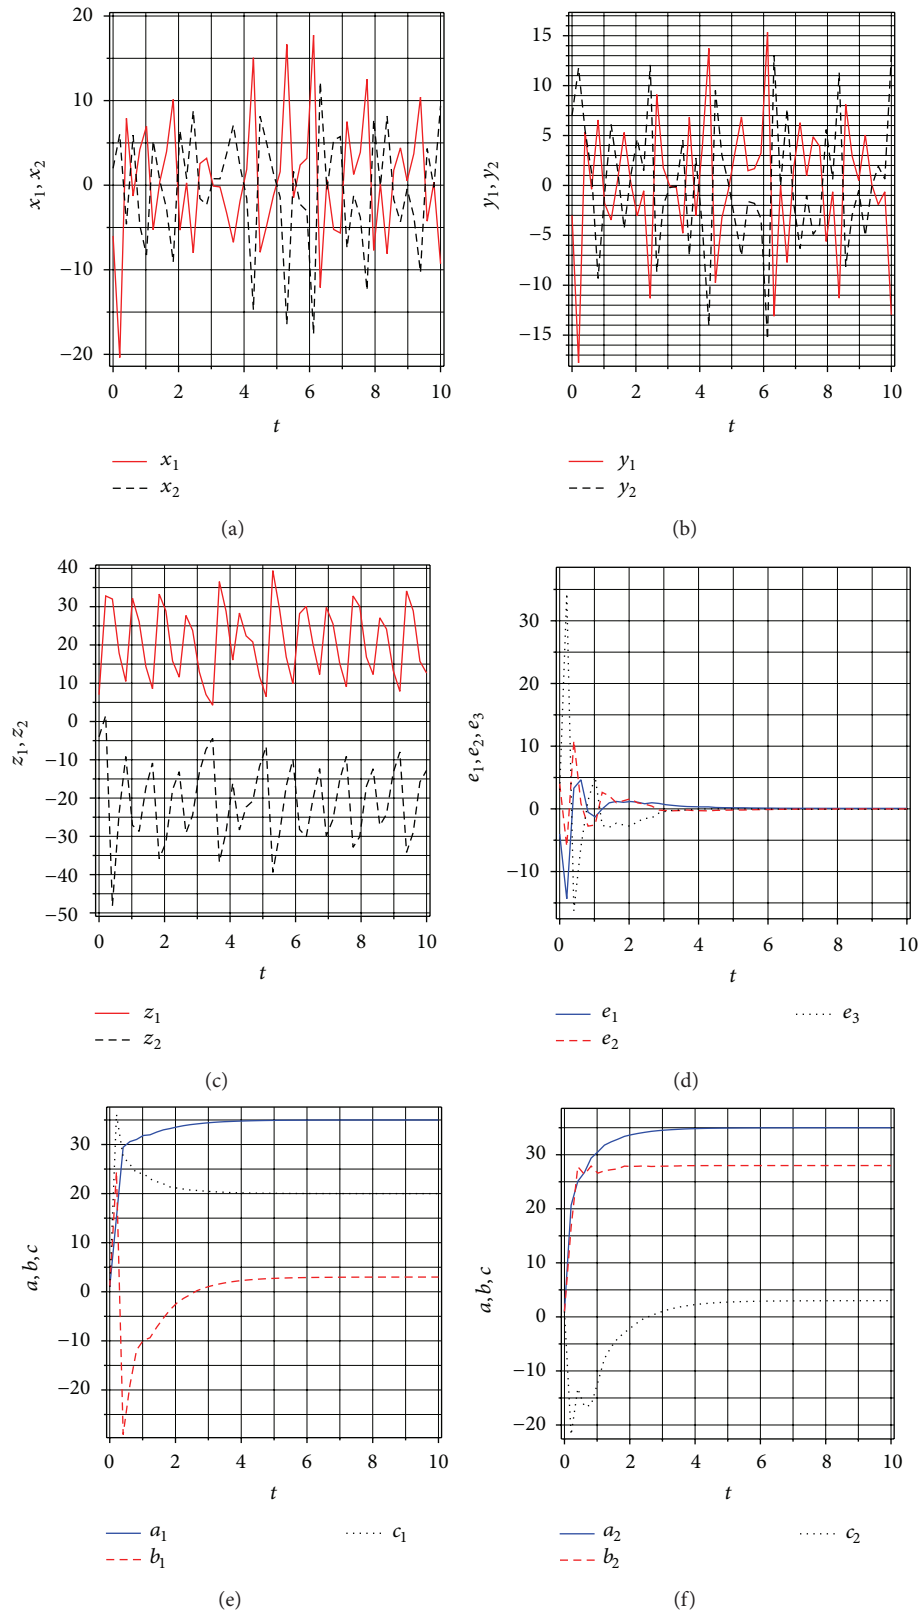 20
10
0
−10
−20
x1, x2
0 2 4 6 8 10
t
x1
x2
(a)
15
10
5
0
−5
−10
−15
y1, y2
0 2 4 6 8 10
t
y1
y2
(b)
40
30
20
10
0
−10
−20
−30
−40
−50
z1, z2
0 2 4 6 8 10
t
z1
z2
(c)
30
20
10
0
−10
e1, e2, e3
0 2 4 6 8 10
t
e1 e3
e2
(d)
30
20
10
0
−10
−20
a, b, c
0 2 4 6 8 10
t
a1 c1
b1
(e)
30
20
10
0
−10
−20
a, b, c
0 2 4 6 8 10
t
a2 c2
b2
(f)